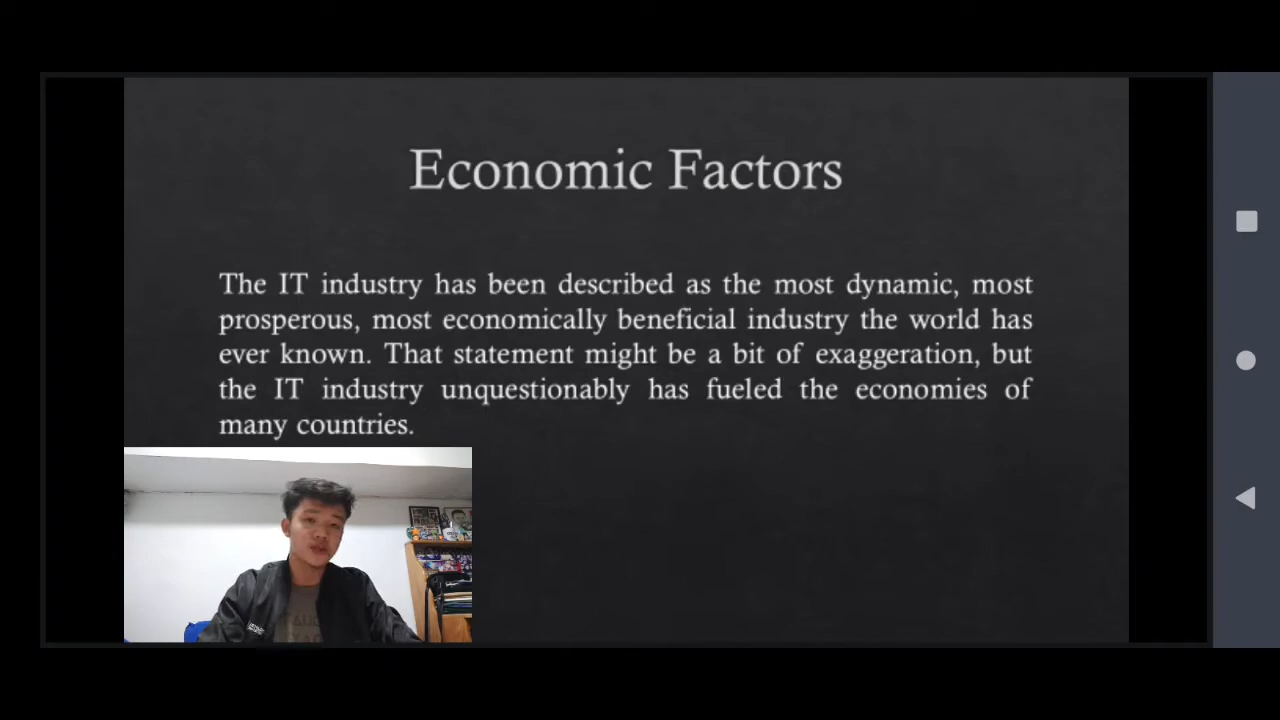 Economic Factors
The IT industry has been described as the most dynamic, most
prosperous, most economically beneficial industry the world has
ever known. That statement might be a bit of exaggeration, but
the IT industry unquestionably has fueled the economies of
many countries.